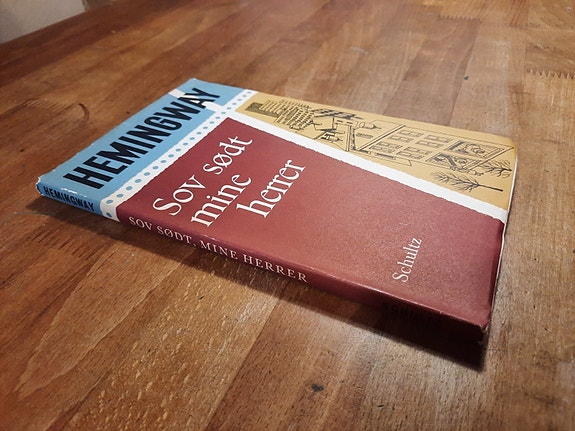 HEMINGWAY
Sov sødt
mine
herrer
Schultz
HEMINGWAY
SOV SØDT, MINE HERRER